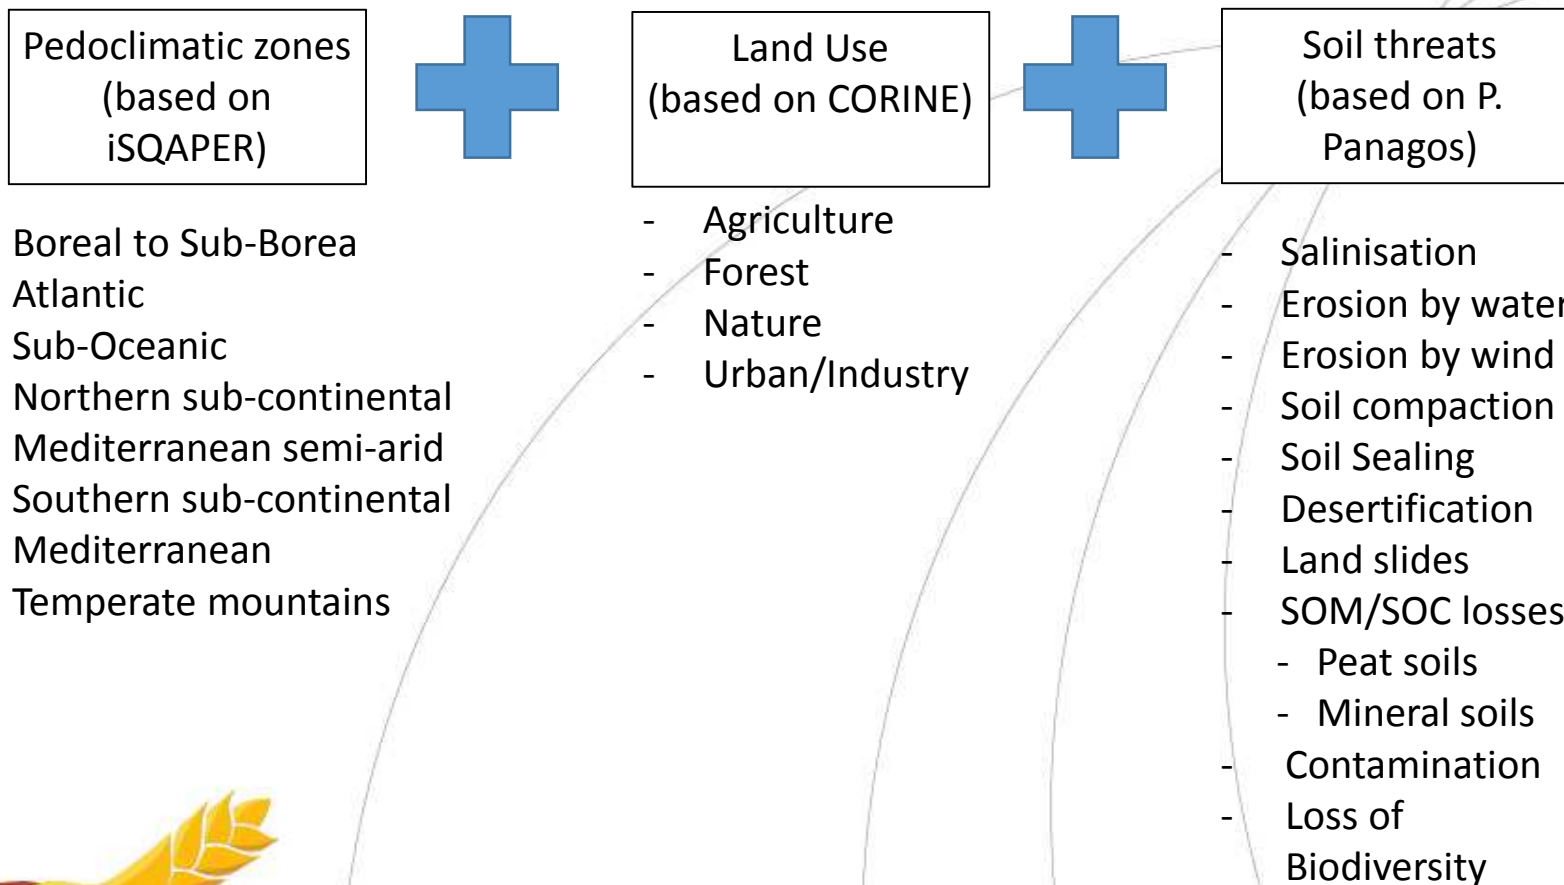 Pedoclimatic zones
(based on
iSQAPER)
Boreal to Sub-Borea
Atlantic
Sub-Oceanic
Northern sub-continental
Mediterranean semi-arid
Southern sub-continental
Mediterranean
Temperate mountains
Land Use
(based on CORINE)
- Agriculture
- Forest
- Nature
- Urban/Industry
Soil threats
(based on P.
Panagos)
- Salinisation
- Erosion by water
- Erosion by wind
- Soil compaction
- Soil Sealing
- Desertification
- Land slides
- SOM/SOC losses
- Peat soils
- Mineral soils
- Contamination
- Loss of
Biodiversity